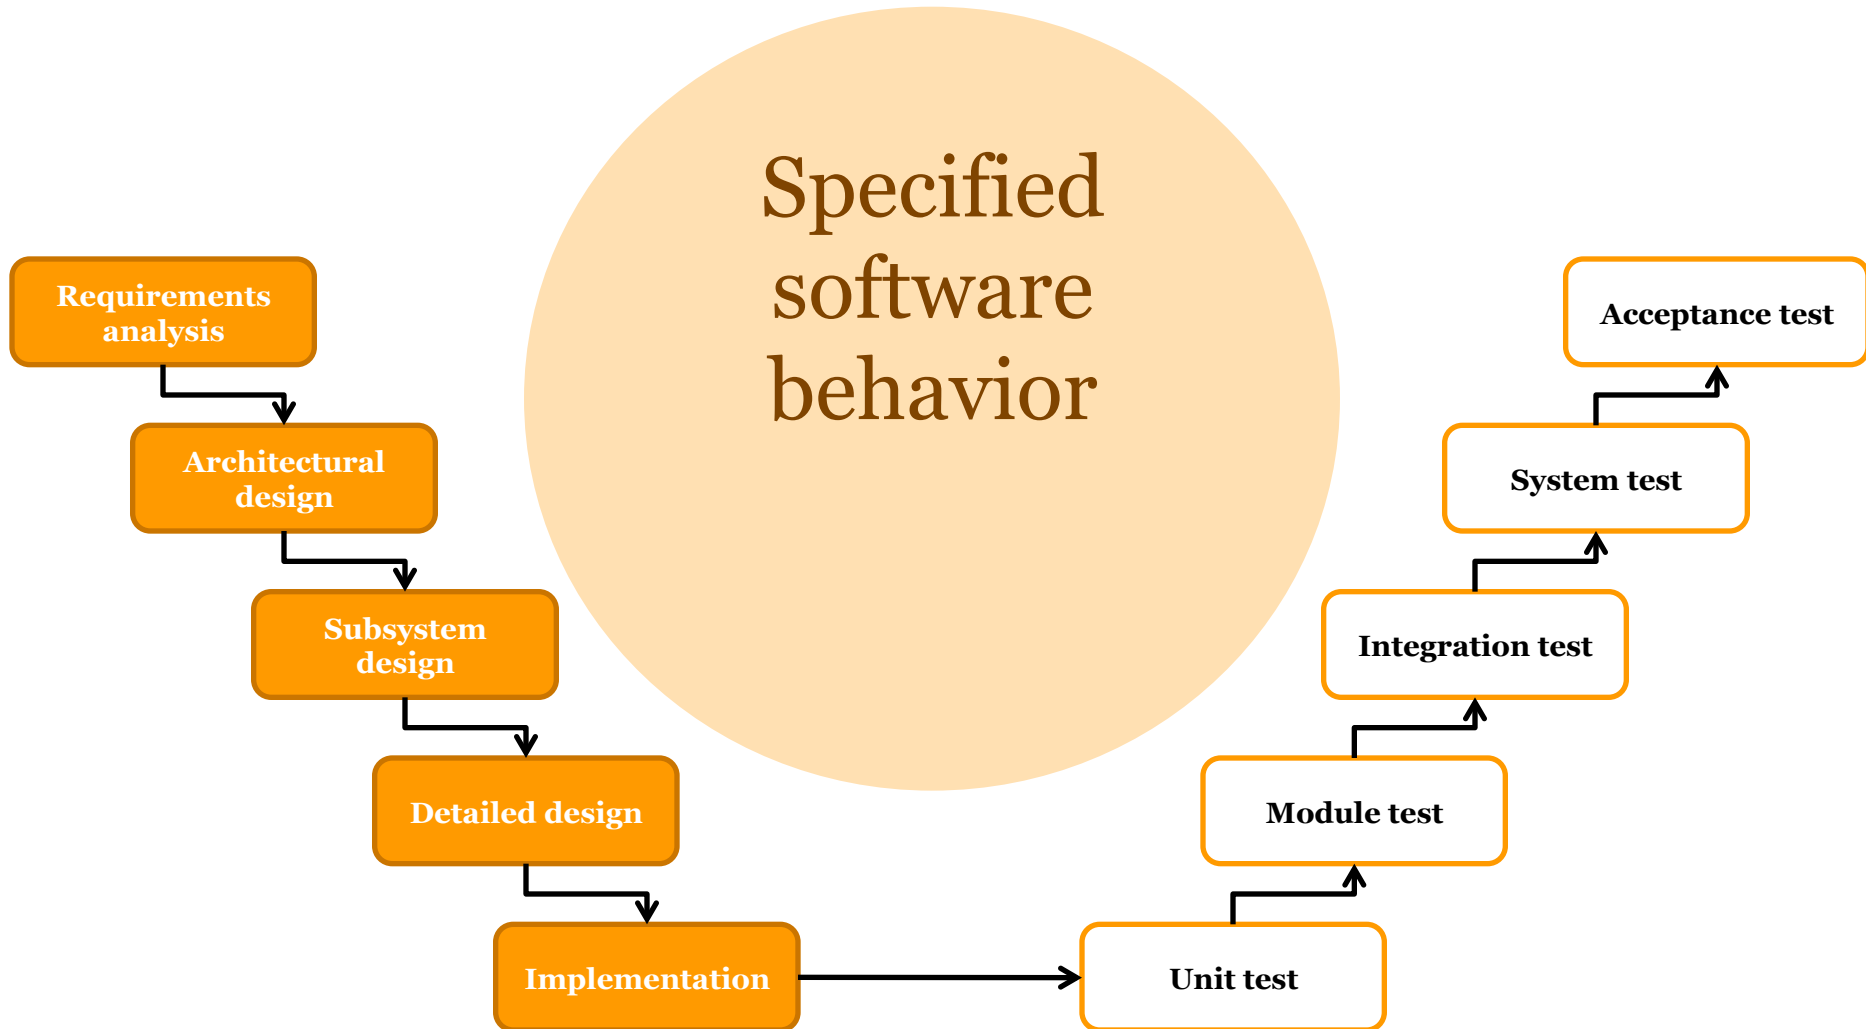 Specified
software
behavior
Requirements
analysis
Architectural
design
Subsystem
design
Detailed design
Implementation
Unit test
Module test
Integration test
System test
Acceptance test